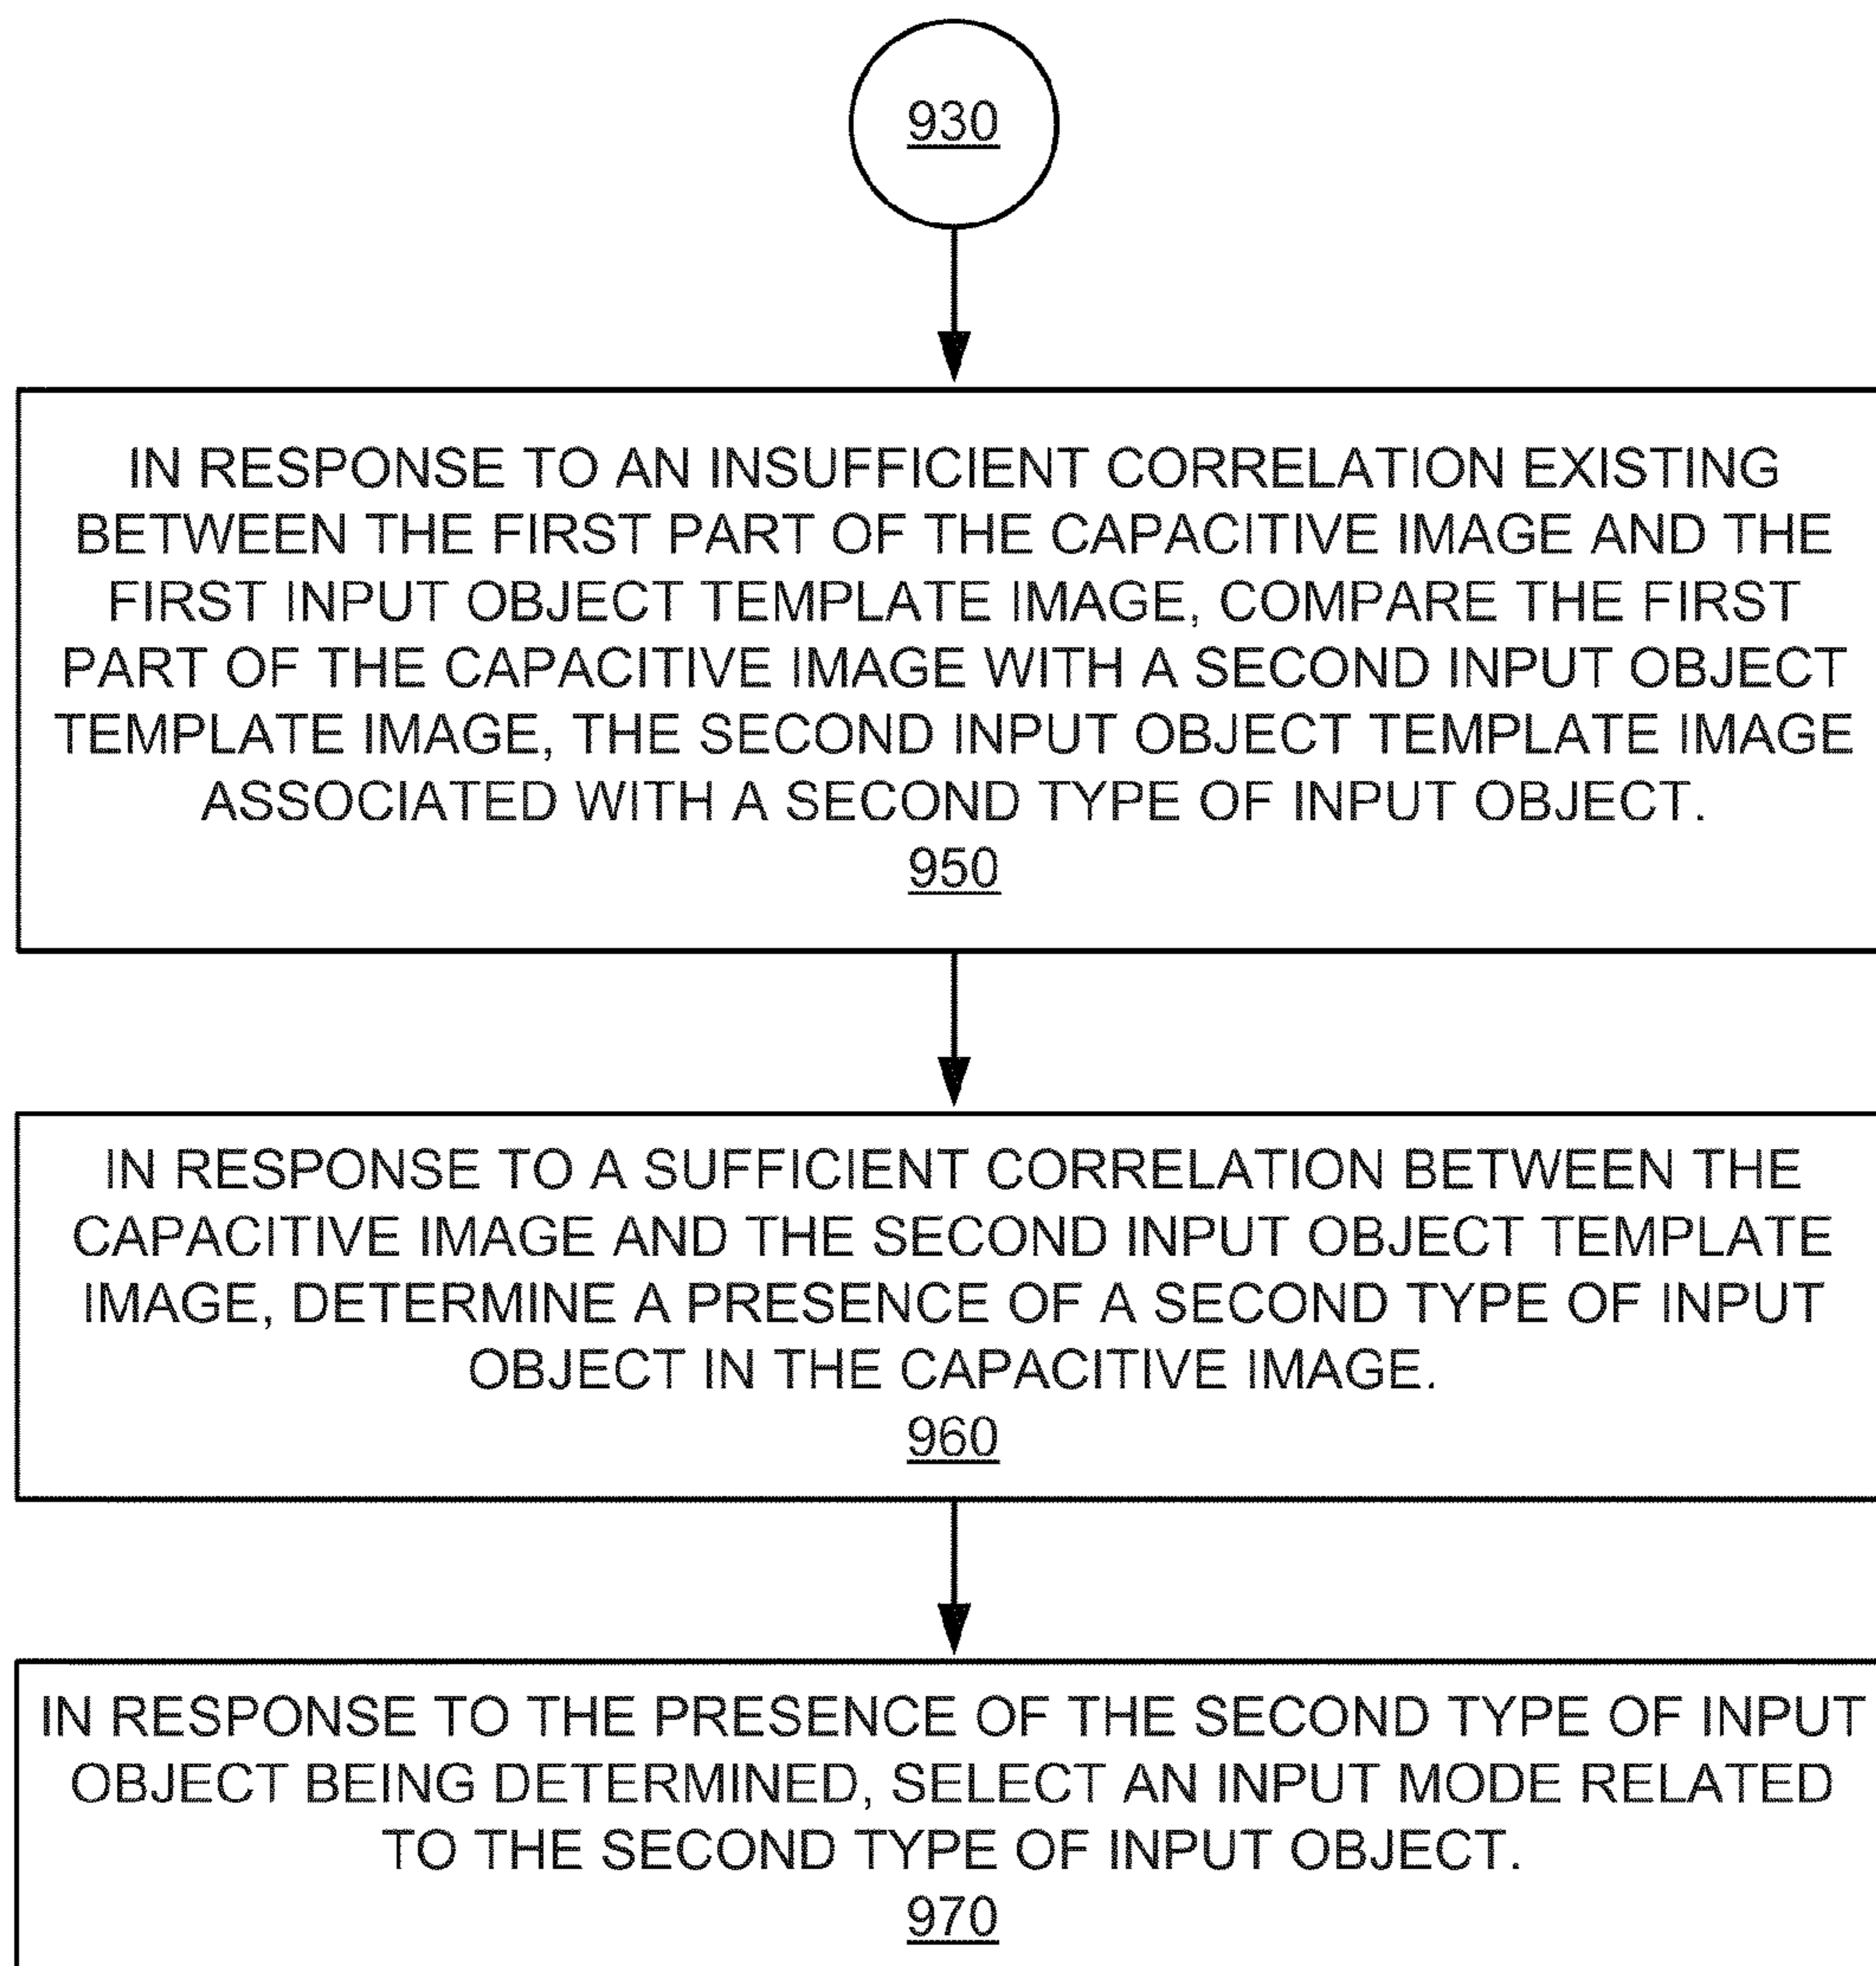 930
IN RESPONSE TO AN INSUFFICIENT CORRELATION EXISTING
BETWEEN THE FIRST PART OF THE CAPACITIVE IMAGE AND THE
FIRST INPUT OBJECT TEMPLATE IMAGE, COMPARE THE FIRST
PART OF THE CAPACITIVE IMAGE WITH A SECOND INPUT OBJECT
TEMPLATE IMAGE, THE SECOND INPUT OBJECT TEMPLATE IMAGE
ASSOCIATED WITH A SECOND TYPE OF INPUT OBJECT.
950
IN RESPONSE TO A SUFFICIENT CORRELATION BETWEEN THE
CAPACITIVE IMAGE AND THE SECOND INPUT OBJECT TEMPLATE
IMAGE, DETERMINE A PRESENCE OF A SECOND TYPE OF INPUT
OBJECT IN THE CAPACITIVE IMAGE.
960
IN RESPONSE TO THE PRESENCE OF THE SECOND TYPE OF INPUT
OBJECT BEING DETERMINED, SELECT AN INPUT MODE RELATED
TO THE SECOND TYPE OF INPUT OBJECT.
970